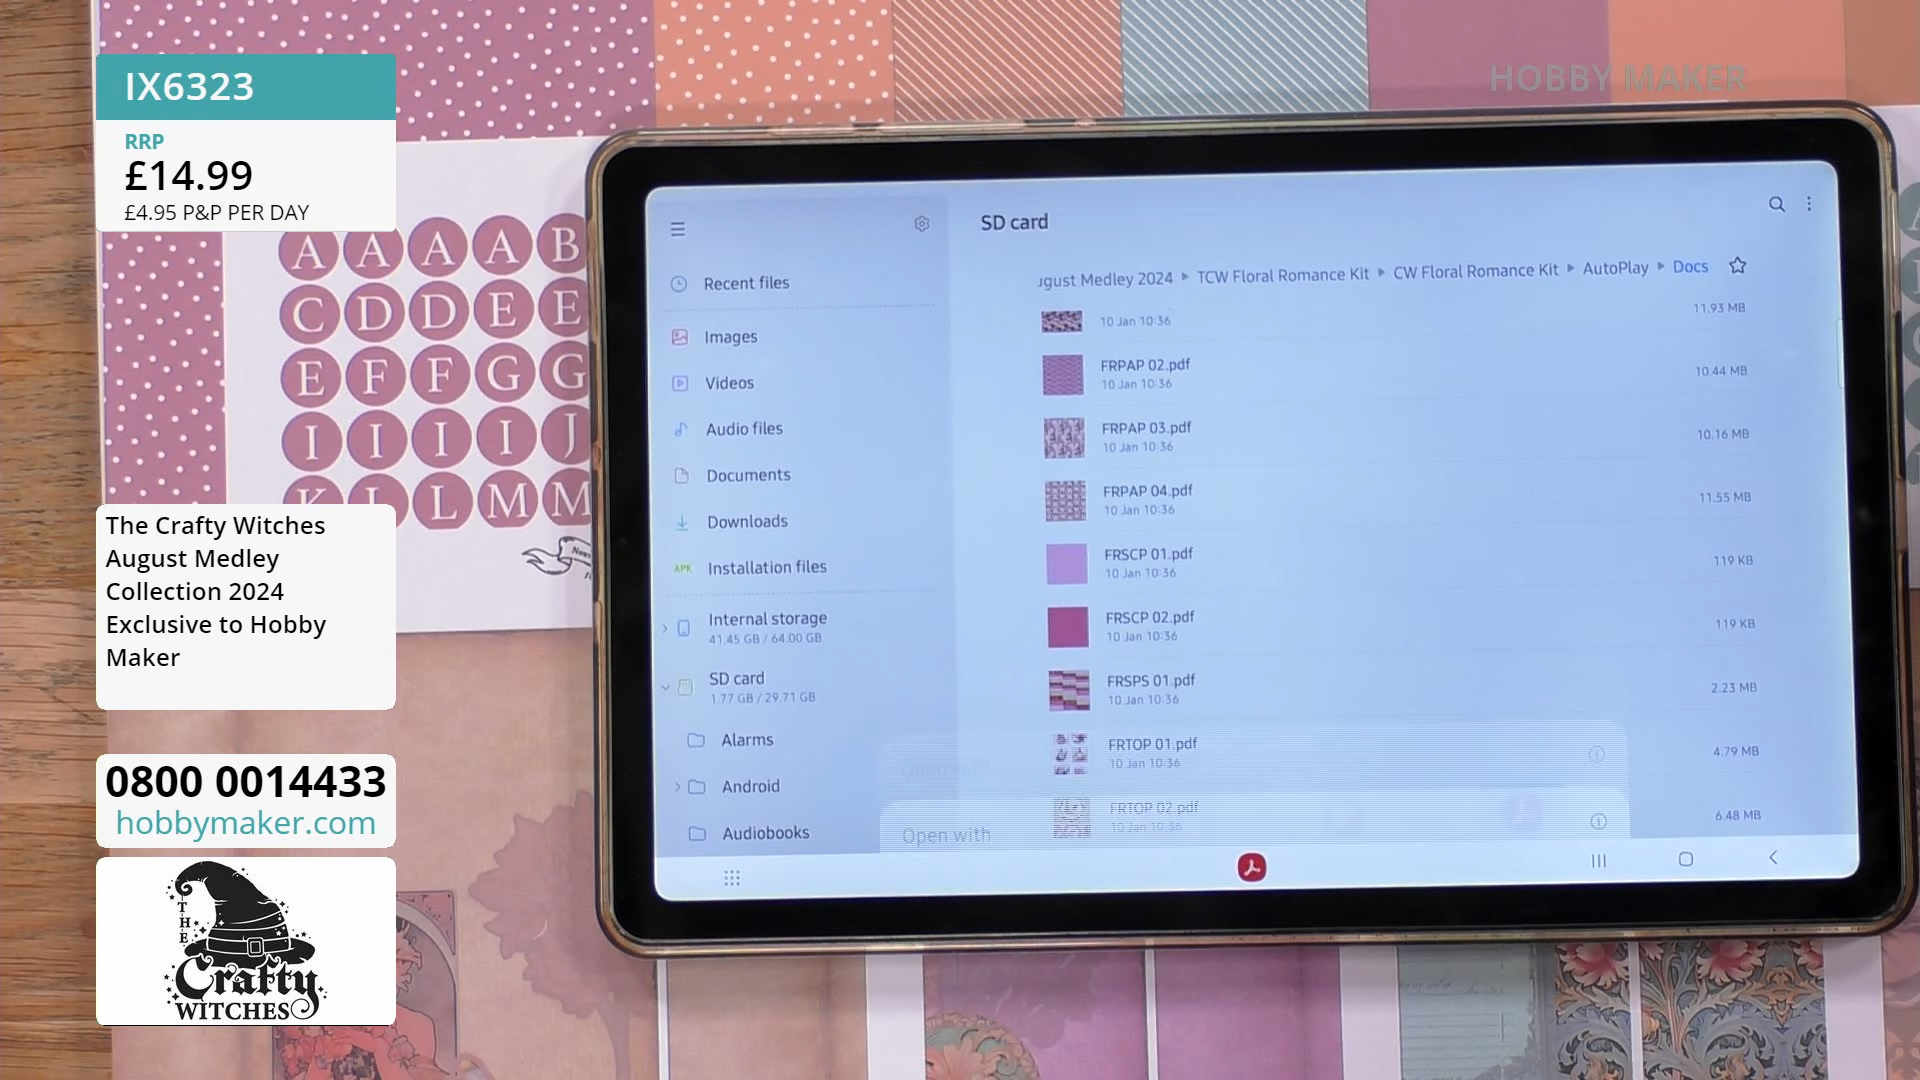 IX6323
RRP
£14.99
£4.95 P&P PER DAY
HOBBY MAKER
A A A A B
C D D E E
E F F G G
I I I I J
K L L M M
The Crafty Witches
August Medley
Collection 2024
Exclusive to Hobby
Maker
0800 0014433
hobbymaker.com
THE
Crafty
WITCHES
SD card
gust Medley 2024 TCW Floral Romance Kit CW Floral Romance Kit AutoPlay Docs
Recent files
Images
Videos
Audio files
Documents
Downloads
APK Installation files
Internal storage
41.45 GB / 64.00 GB
SD card
1.77 GB / 29.71 GB
Alarms
Android
Audiobooks
10 Jan 10:36
11.93 MB
FRPAP 02.pdf
10 Jan 10:36
10.44 MB
FRPAP 03.pdf
10 Jan 10:36
10.16 MB
FRPAP 04.pdf
10 Jan 10:36
11.55 MB
FRSCP 01.pdf
10 Jan 10:36
119 KB
FRSCP 02.pdf
10 Jan 10:36
119 KB
FRSPS 01.pdf
10 Jan 10:36
2.23 MB
FRTOP 01.pdf
10 Jan 10:36
4.79 MB
FRTOP 02.pdf
10 Jan 10:36
6.48 MB
Open with
Open with